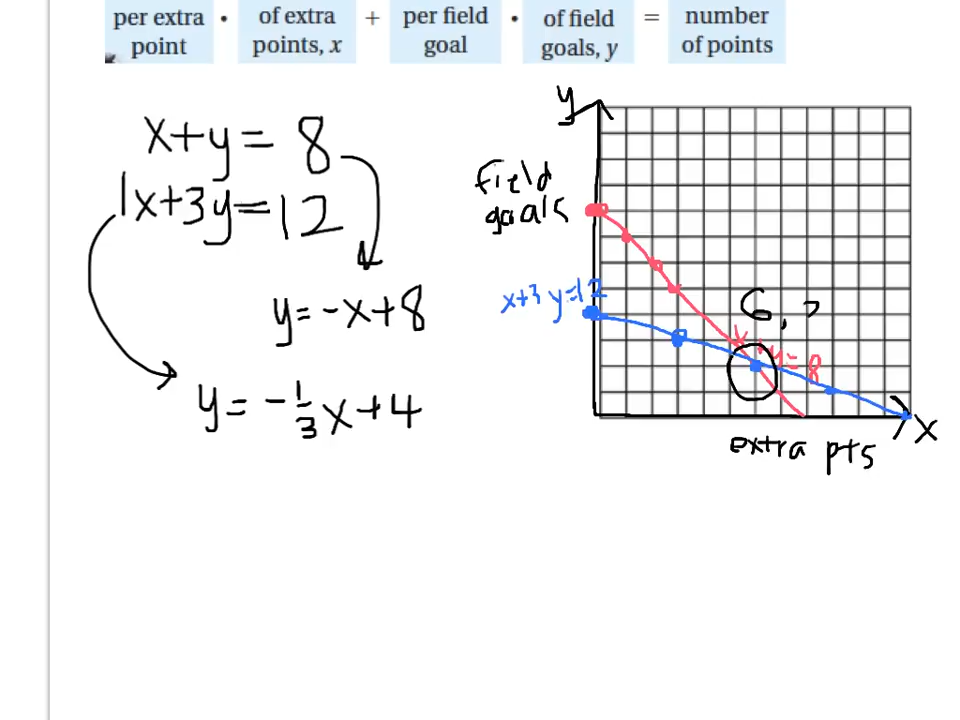 per extra point · of extra points, x + per field goal · of field goals, y = number of points
x+y=8
1x+3y=12
y=-x+8
y=-1/3x+4
y
field
goals
x+3y=12
6,
x+y=8
x
extra pts